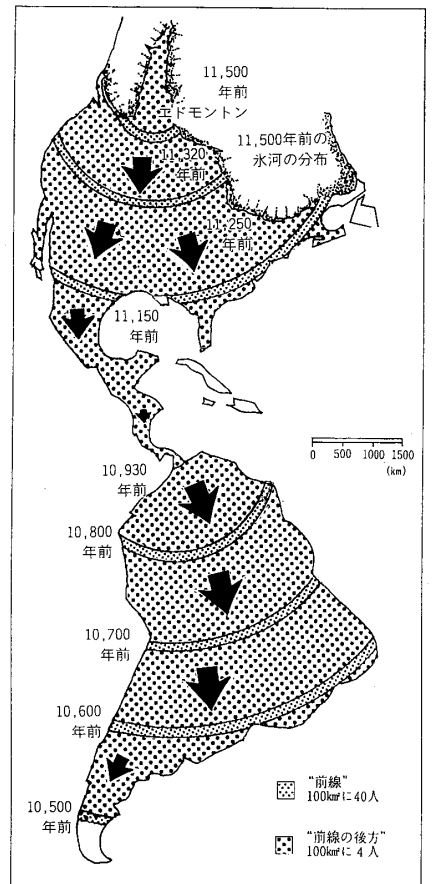 11,500
年前
エドモントン
11,500年前の
氷河の分布
11,320
年前
11,250
年前
11,150
年前
0 500 1000 1500
(km)
10,930
年前
10,800
年前
10,700
年前
10,600
年前
10,500
年前
“前線”
100km²に40人
“前線の後方”
100km²に4人